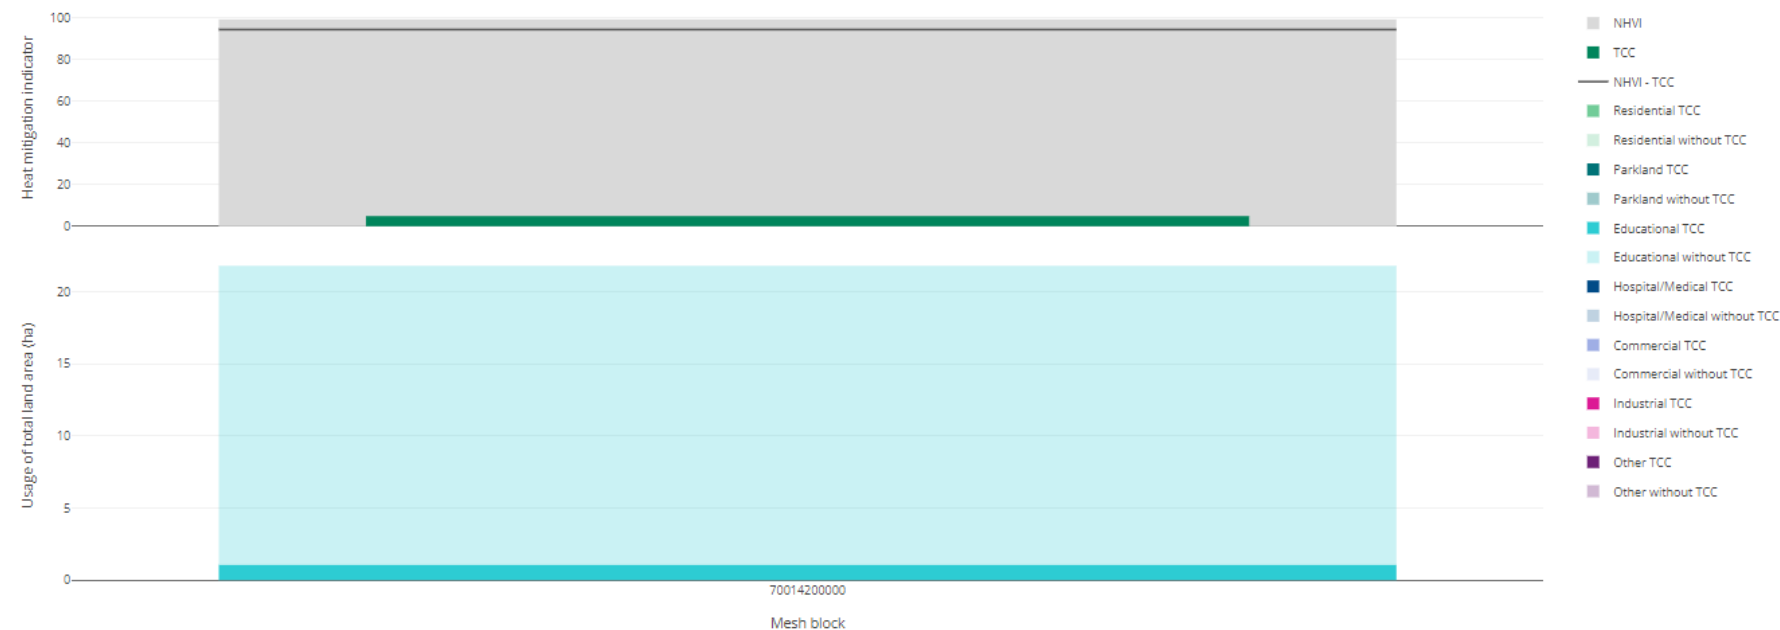 Heat mitigation indicator
100
80
60
40
20
0
Usage of total land area (ha)
20
15
10
5
0
70014200000
Mesh block
NHVI
TCC
NHVI - TCC
Residential TCC
Residential without TCC
Parkland TCC
Parkland without TCC
Educational TCC
Educational without TCC
Hospital/Medical TCC
Hospital/Medical without TCC
Commercial TCC
Commercial without TCC
Industrial TCC
Industrial without TCC
Other TCC
Other without TCC